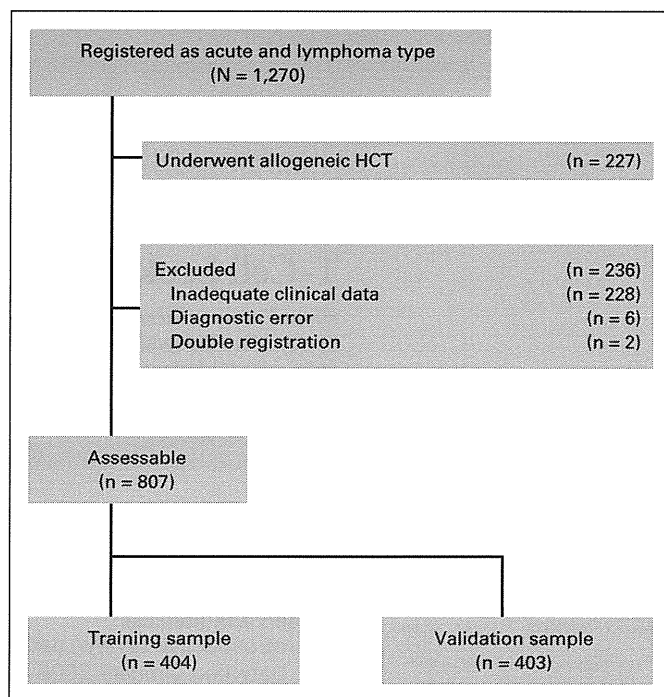 Registered as acute and lymphoma type
(N = 1,270)
Underwent allogeneic HCT (n = 227)
Excluded (n = 236)
Inadequate clinical data (n = 228)
Diagnostic error (n = 6)
Double registration (n = 2)
Assessable
(n = 807)
Training sample
(n = 404)
Validation sample
(n = 403)